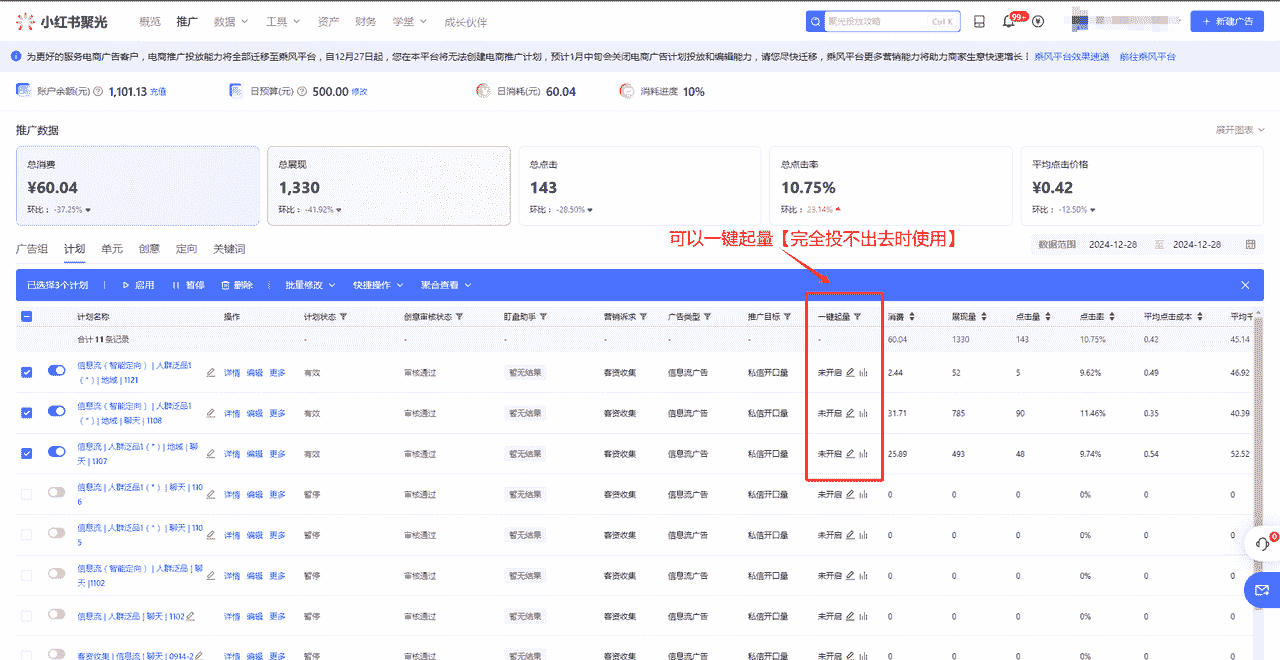 小红书聚光 概览 推广 数据 工具 资产 财务 学堂 成长伙伴 聚光投放攻略 Ctrl K 99+ + 新建广告
为更好的服务电商广告客户，电商推广投放能力将全部迁移至乘风平台，自12月27日起，您在本平台将无法创建电商推广计划，预计1月中旬会关闭电商广告计划投放和编辑能力，请您尽快迁移，乘风平台更多营销能力将助力商家生意快速增长！ 乘风平台效果速递 前往乘风平台
账户余额(元) 1,101.13 充值 日预算(元) 500.00 修改 日消耗(元) 60.04 消耗进度 10%
推广数据 展开图表
总消费 总展现 总点击 总点击率 平均点击价格
¥60.04 1,330 143 10.75% ¥0.42
环比： -37.25% 环比： -41.92% 环比： -28.50% 环比： 23.14% 环比： -12.50%
可以一键起量【完全投不出去时使用】
广告组 计划 单元 创意 定向 关键词 数据范围 2024-12-28 至 2024-12-28
已选择3个计划 启用 暂停 删除 批量修改 快捷操作 聚合查看
计划名称 操作 计划状态 创意审核状态 盯盘助手 营销诉求 广告类型 推广目标 一键起量 消费 展现量 点击量 点击率 平均点击成本 平均千
合计 11 条记录 - - - - - - - 60.04 1330 143 10.75% 0.42 45.14
信息流（智能定向） | 人群泛品1
（*）| 地域 | 1121 详情 编辑 更多 有效 审核通过 暂无结果 客资收集 信息流广告 私信开口量 未开启 2.44 52 5 9.62% 0.49 46.92
信息流（智能定向） | 人群泛品1
（*）| 地域 | 聊天 | 1108 详情 编辑 更多 有效 审核通过 暂无结果 客资收集 信息流广告 私信开口量 未开启 31.71 785 90 11.46% 0.35 40.39
信息流 | 人群泛品1（*）| 地域 | 聊
天 | 1107 详情 编辑 更多 有效 审核通过 暂无结果 客资收集 信息流广告 私信开口量 未开启 25.89 493 48 9.74% 0.54 52.52
信息流 | 人群泛品1（*）| 聊天 | 110
6 详情 编辑 更多 暂停 审核通过 暂无结果 客资收集 信息流广告 私信开口量 未开启 0 0 0 0% 0 0
信息流 | 人群泛品1（*）| 聊天 | 110
5 详情 编辑 更多 暂停 审核通过 暂无结果 客资收集 信息流广告 私信开口量 未开启 0 0 0 0% 0 0
信息流（智能定向） | 人群泛品 | 聊
天 |1102 详情 编辑 更多 暂停 审核通过 暂无结果 客资收集 信息流广告 私信开口量 未开启 0 0 0 0% 0 0
信息流 | 人群泛品 | 聊天 | 1102 详情 编辑 更多 暂停 审核通过 暂无结果 客资收集 信息流广告 私信开口量 未开启 0 0 0 0% 0 0
客资收集 | 信息流 | 聊天 | 0914-2 详情 编辑 更多 暂停 审核通过 暂无结果 客资收集 信息流广告 私信开口量 未开启 0 0 0 0% 0 0
0